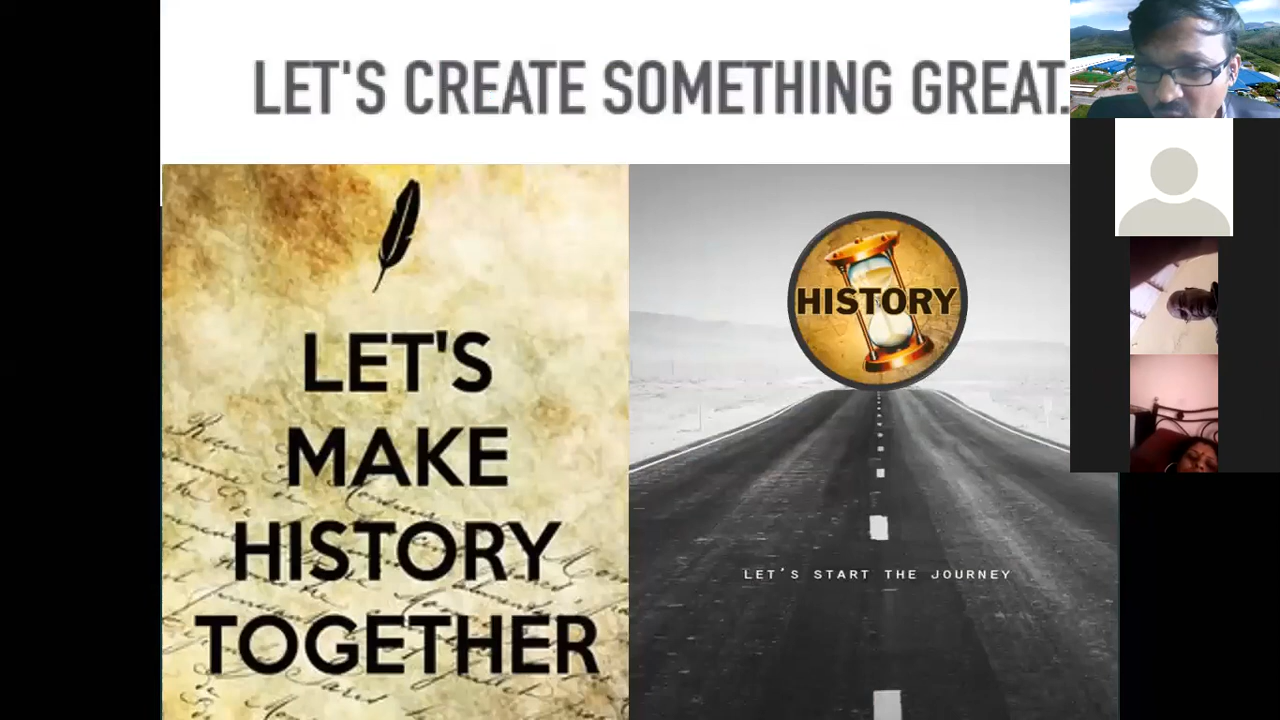 LET'S CREATE SOMETHING GREAT.
LET'S
MAKE
HISTORY
TOGETHER
HISTORY
LET'S START THE JOURNEY